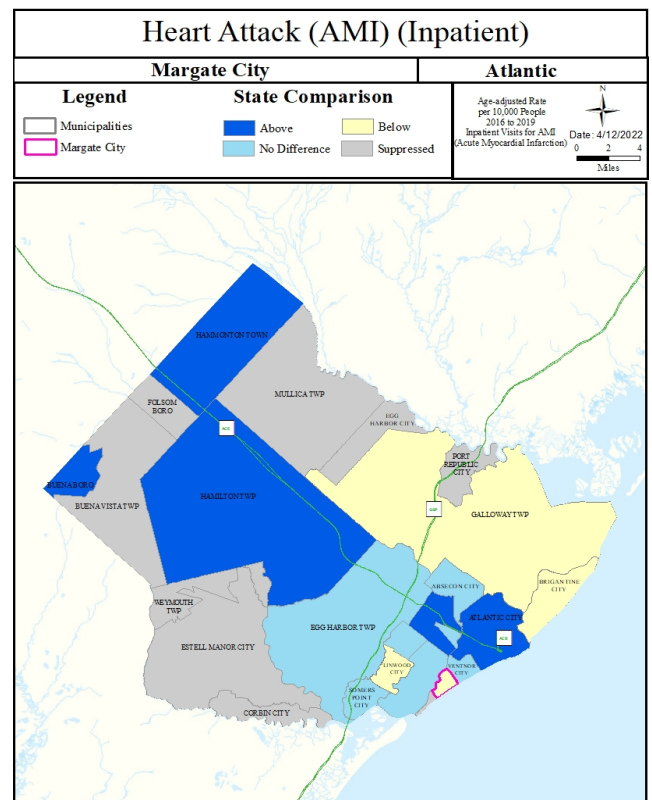 Heart Attack (AMI) (Inpatient)
Margate City
Atlantic
Legend
Municipalities
Margate City
State Comparison
Above
Below
No Difference
Suppressed
Age-adjusted Rate
per 10,000 People
2016 to 2019
Inpatient Visits for AMI
(Acute Myocardial Infarction)
N
Date: 4/12/2022
0 2 4
Miles
HAMMONTON TOWN
MULLICA TWP
FOLSOM
BORO
EGG
HARBOR CITY
PORT
REPUBLIC
CITY
BUENA BORO
BUENA VISTA TWP
HAMILTON TWP
GALLOWAY TWP
ABSECON CITY
BRIGANTINE
CITY
WEYMOUTH
TWP
ATLANTIC CITY
EGG HARBOR TWP
ESTELL MANOR CITY
LINWOOD
CITY
VENTNOR
CITY
SOMERS
POINT
CITY
CORBIN CITY